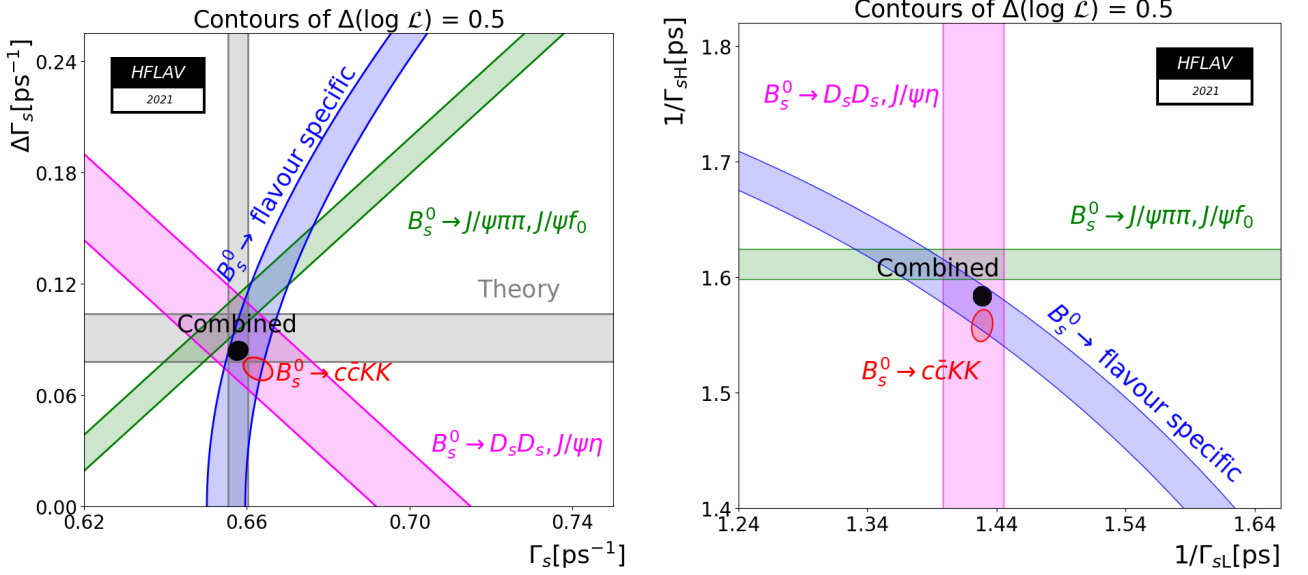 Contours of Δ(log ℒ) = 0.5
ΔΓₛ[ps⁻¹]
0.24
0.18
0.12
0.06
0.00
HFLAV
2021
B⁰ₛ → flavour specific
B⁰ₛ → J/ψππ, J/ψf₀
Theory
Combined
B⁰ₛ → cc̄KK
B⁰ₛ → DₛDₛ, J/ψη
0.62
0.66
0.70
0.74
Γₛ[ps⁻¹]
Contours of Δ(log ℒ) = 0.5
1/Γₛₕ[ps]
1.8
1.7
1.6
1.5
1.4
HFLAV
2021
B⁰ₛ → DₛDₛ, J/ψη
B⁰ₛ → J/ψππ, J/ψf₀
Combined
B⁰ₛ → cc̄KK
B⁰ₛ → flavour specific
1.24
1.34
1.44
1.54
1.64
1/Γₛₗ[ps]